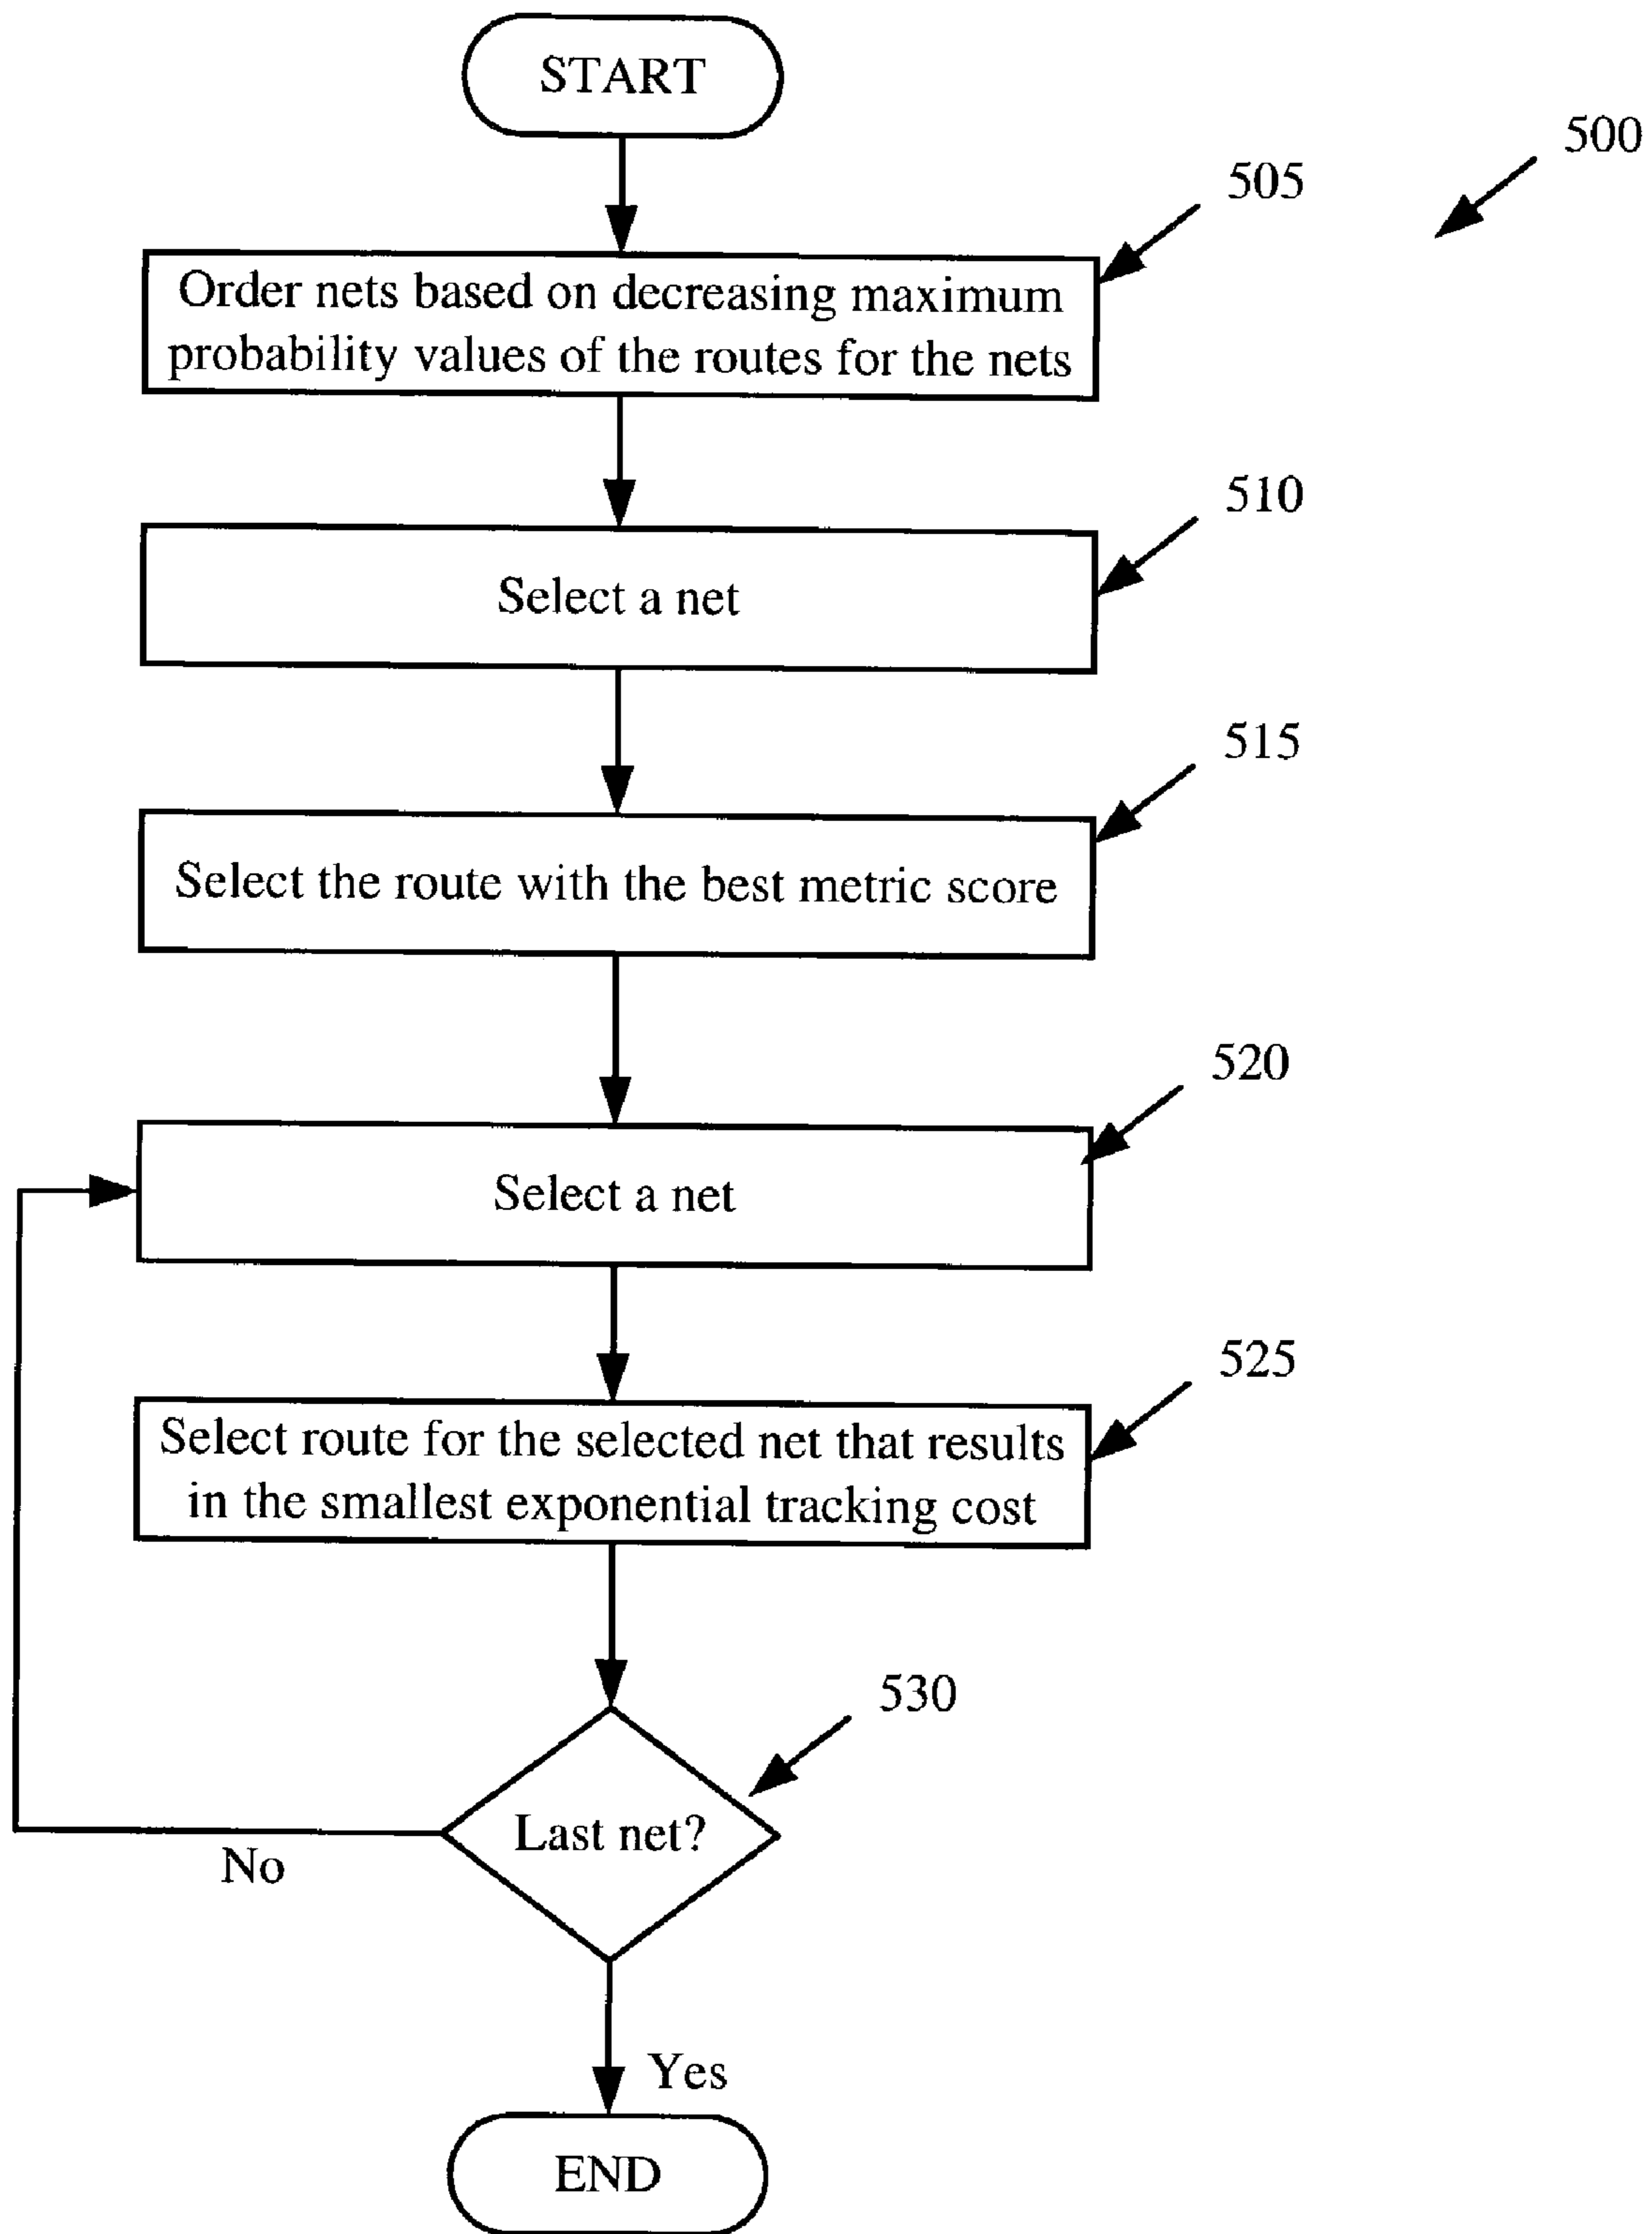 START
500
505
Order nets based on decreasing maximum
probability values of the routes for the nets
510
Select a net
515
Select the route with the best metric score
520
Select a net
525
Select route for the selected net that results
in the smallest exponential tracking cost
530
Last net?
No
Yes
END